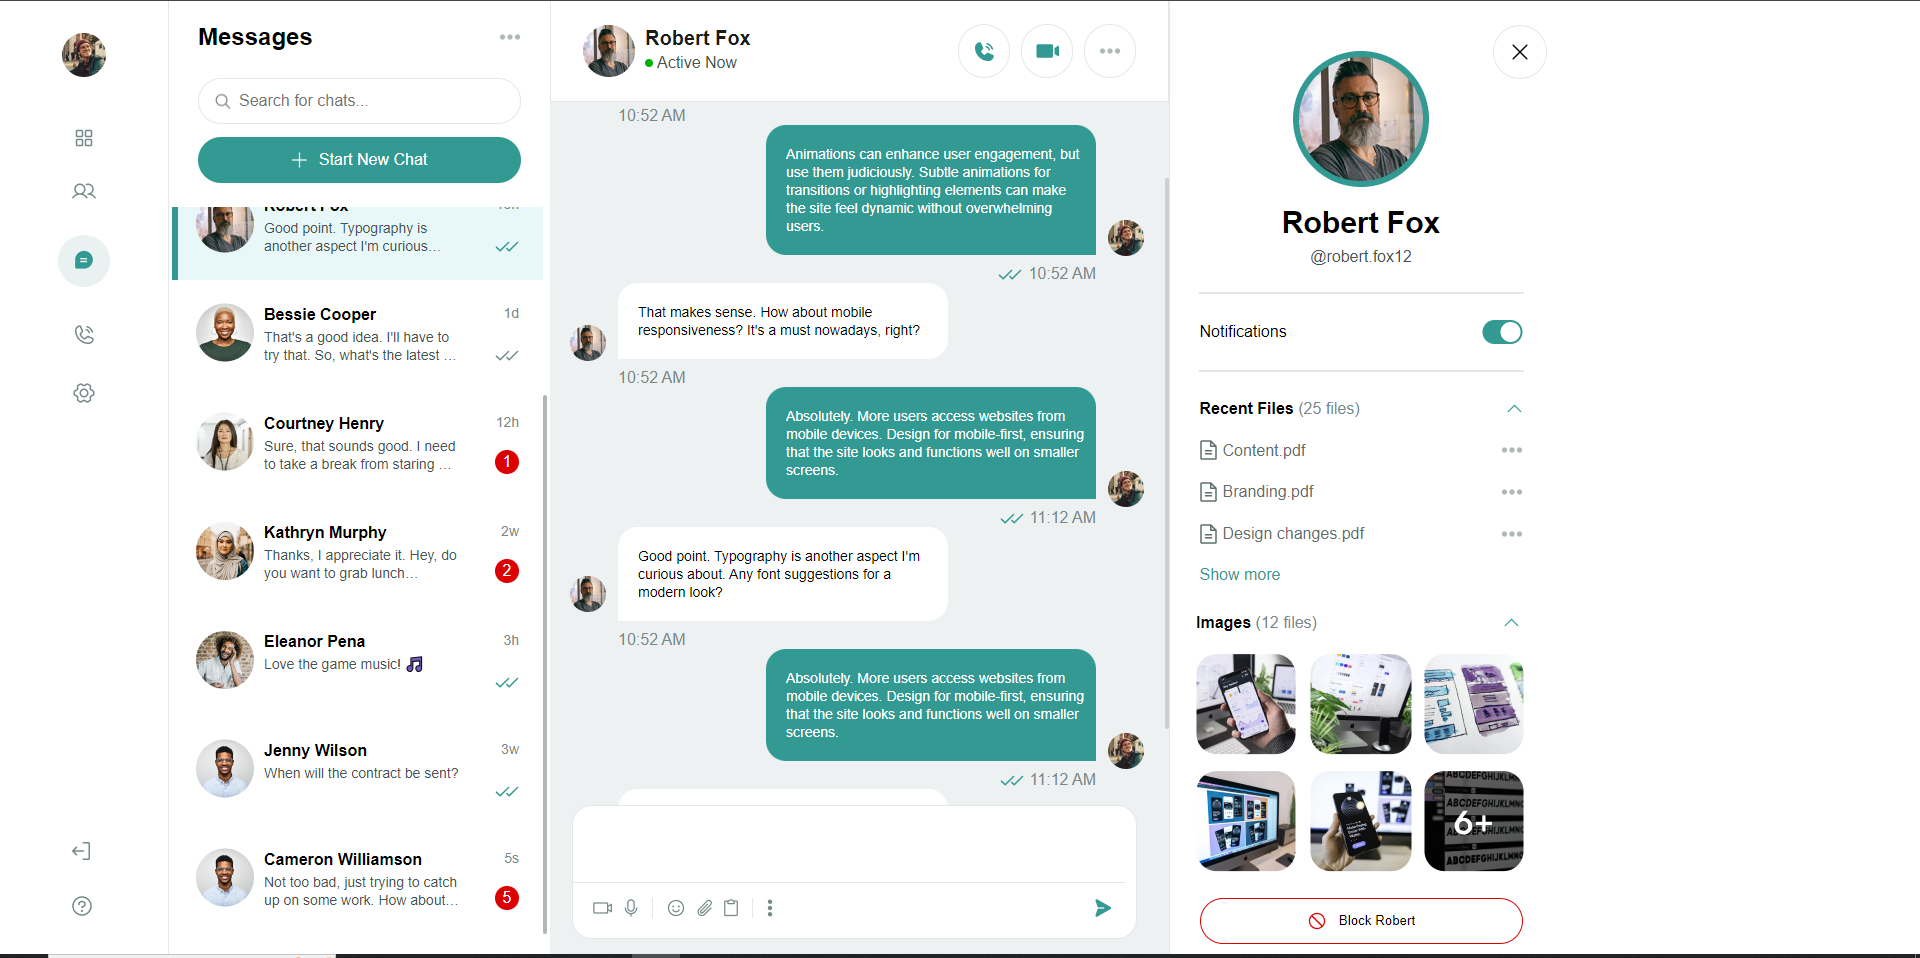 Messages
Search for chats...
Start New Chat
Robert Fox
Good point. Typography is
another aspect I'm curious...
Bessie Cooper
1d
That's a good idea. I'll have to
try that. So, what's the latest ...
Courtney Henry
12h
Sure, that sounds good. I need
to take a break from staring ...
1
Kathryn Murphy
2w
Thanks, I appreciate it. Hey, do
you want to grab lunch...
2
Eleanor Pena
3h
Love the game music! 🎵
Jenny Wilson
3w
When will the contract be sent?
Cameron Williamson
5s
Not too bad, just trying to catch
up on some work. How about...
5
Robert Fox
Active Now
10:52 AM
Animations can enhance user engagement, but
use them judiciously. Subtle animations for
transitions or highlighting elements can make
the site feel dynamic without overwhelming
users.
10:52 AM
That makes sense. How about mobile
responsiveness? It's a must nowadays, right?
10:52 AM
Absolutely. More users access websites from
mobile devices. Design for mobile-first, ensuring
that the site looks and functions well on smaller
screens.
11:12 AM
Good point. Typography is another aspect I'm
curious about. Any font suggestions for a
modern look?
10:52 AM
Absolutely. More users access websites from
mobile devices. Design for mobile-first, ensuring
that the site looks and functions well on smaller
screens.
11:12 AM
Robert Fox
@robert.fox12
Notifications
Recent Files (25 files)
Content.pdf
Branding.pdf
Design changes.pdf
Show more
Images (12 files)
6+
Block Robert